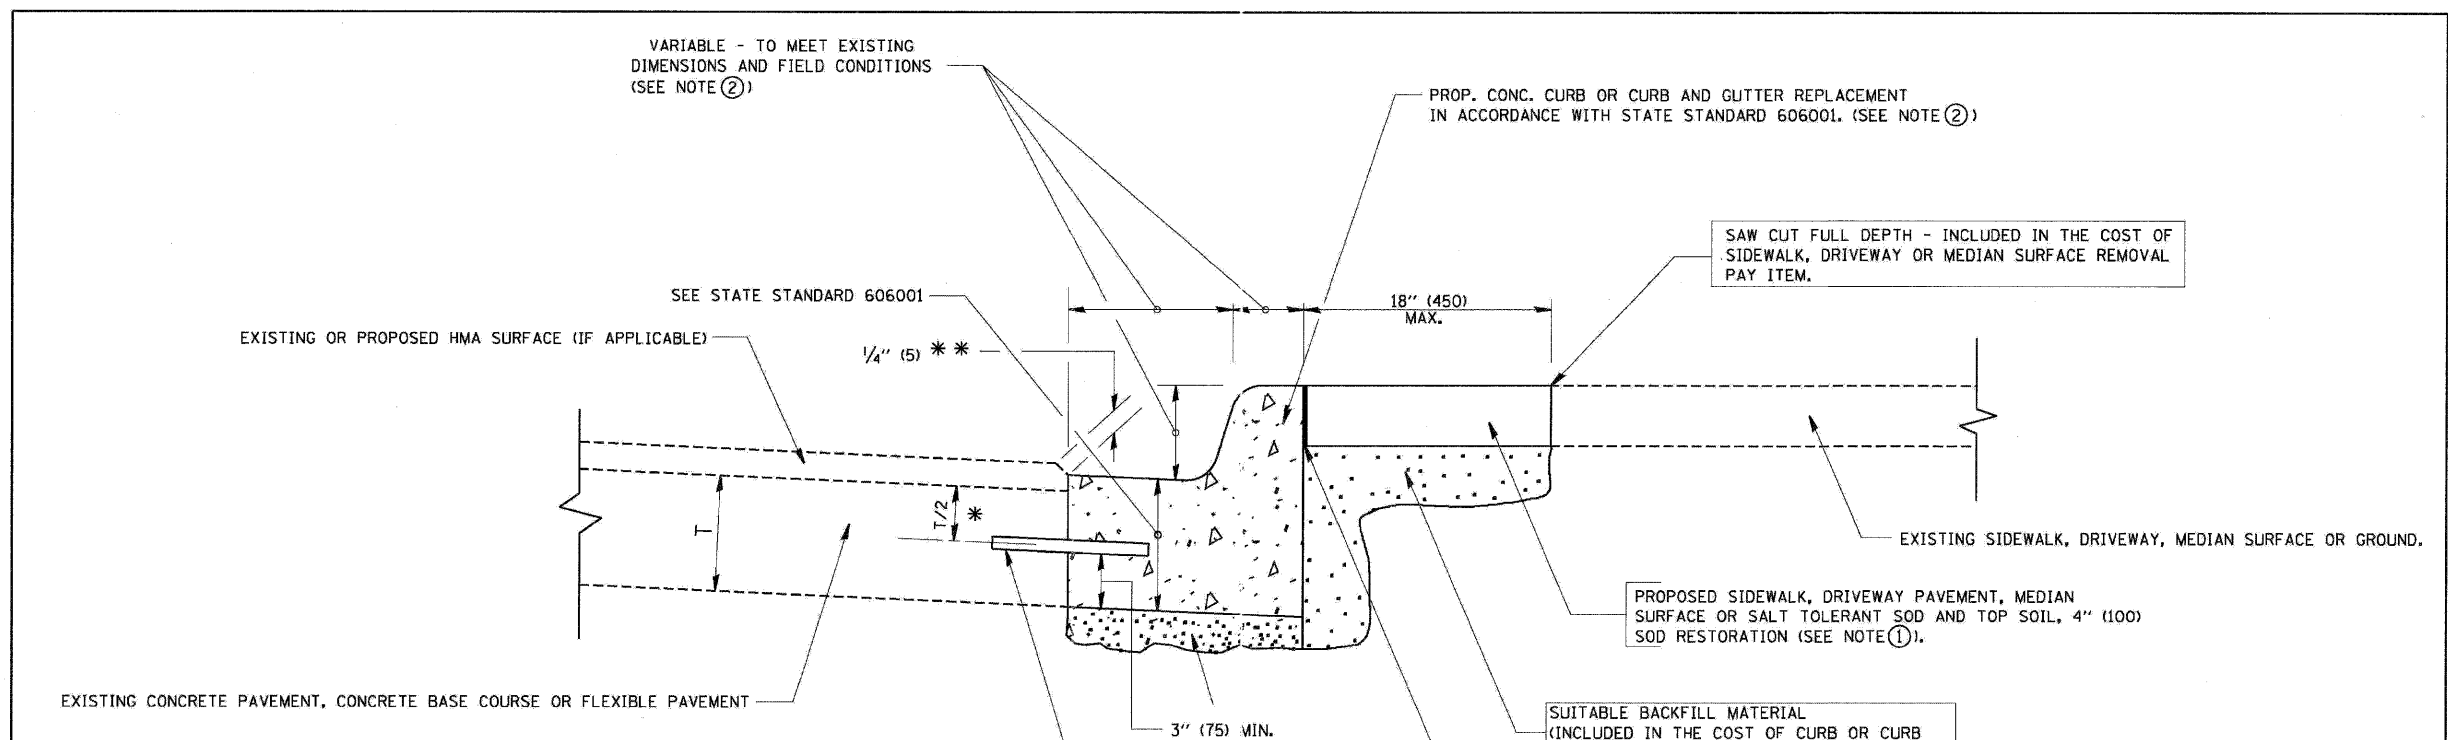 VARIABLE - TO MEET EXISTING
DIMENSIONS AND FIELD CONDITIONS
(SEE NOTE ②)
PROP. CONC. CURB OR CURB AND GUTTER REPLACEMENT
IN ACCORDANCE WITH STATE STANDARD 606001. (SEE NOTE ②)
SAW CUT FULL DEPTH - INCLUDED IN THE COST OF
SIDEWALK, DRIVEWAY OR MEDIAN SURFACE REMOVAL
PAY ITEM.
SEE STATE STANDARD 606001
18" (450)
MAX.
EXISTING OR PROPOSED HMA SURFACE (IF APPLICABLE)
1/4" (5) * *
T
T/2 *
EXISTING SIDEWALK, DRIVEWAY, MEDIAN SURFACE OR GROUND.
PROPOSED SIDEWALK, DRIVEWAY PAVEMENT, MEDIAN
SURFACE OR SALT TOLERANT SOD AND TOP SOIL, 4" (100)
SOD RESTORATION (SEE NOTE ①).
EXISTING CONCRETE PAVEMENT, CONCRETE BASE COURSE OR FLEXIBLE PAVEMENT
3" (75) MIN.
SUITABLE BACKFILL MATERIAL
(INCLUDED IN THE COST OF CURB OR CURB